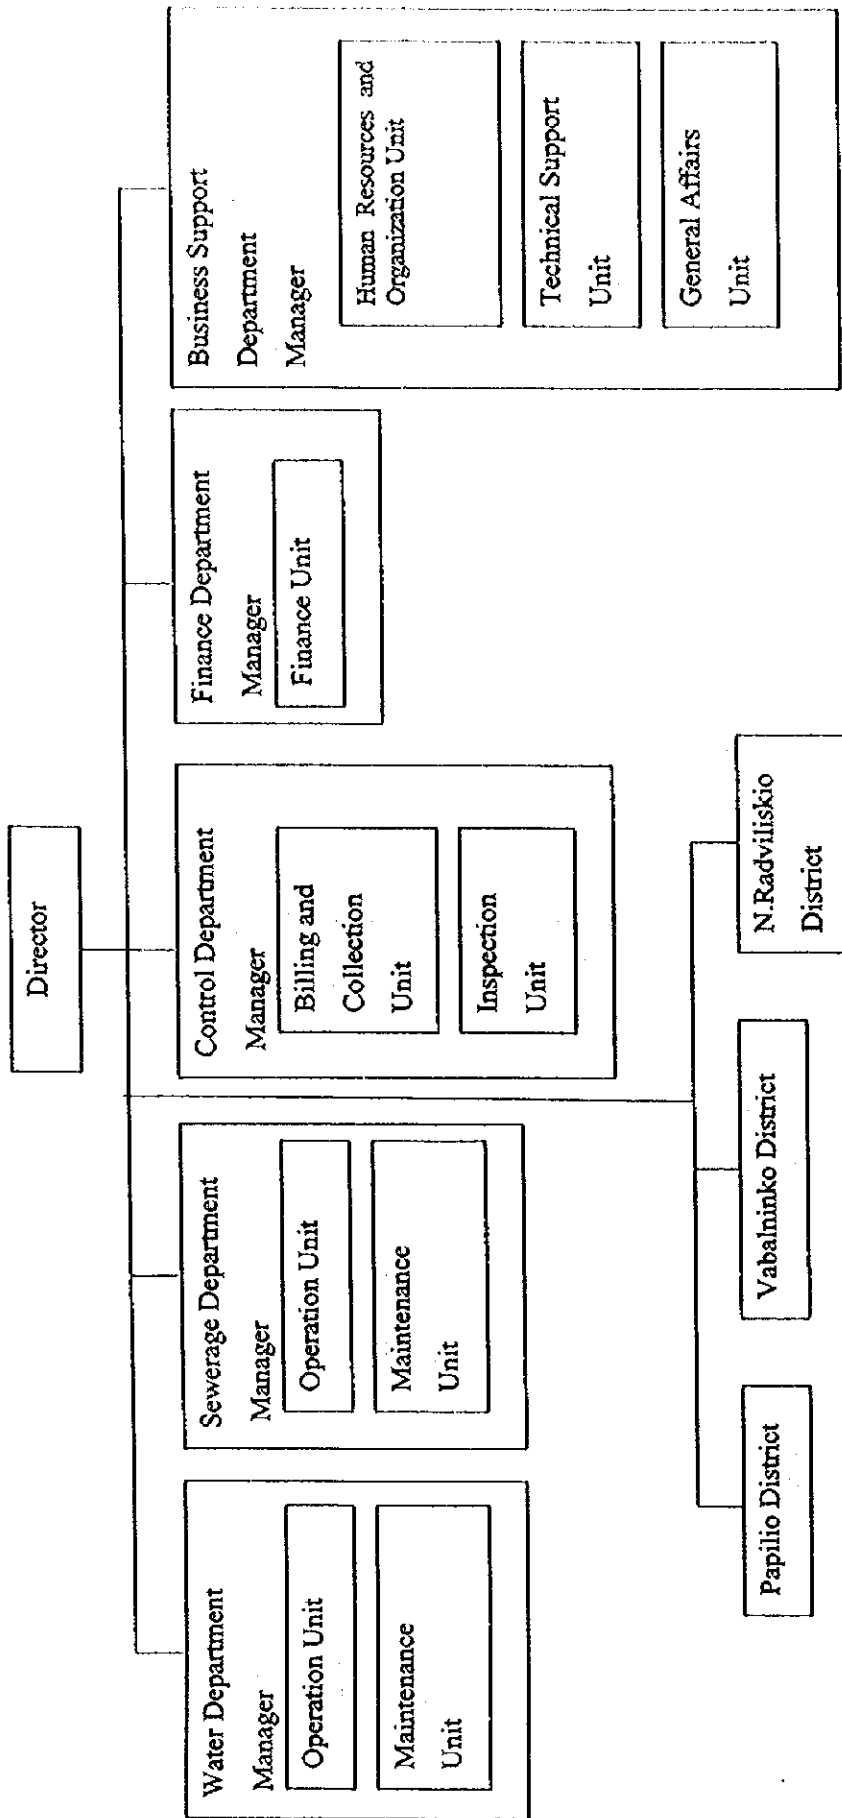 Director
Water Department
Manager
Operation Unit
Maintenance
Unit
Sewerage Department
Manager
Operation Unit
Maintenance
Unit
Control Department
Manager
Billing and
Collection
Unit
Inspection
Unit
Finance Department
Manager
Finance Unit
Business Support
Department
Manager
Human Resources and
Organization Unit
Technical Support
Unit
General Affairs
Unit
Papilio District
Vabalninko District
N.Radviliskio
District